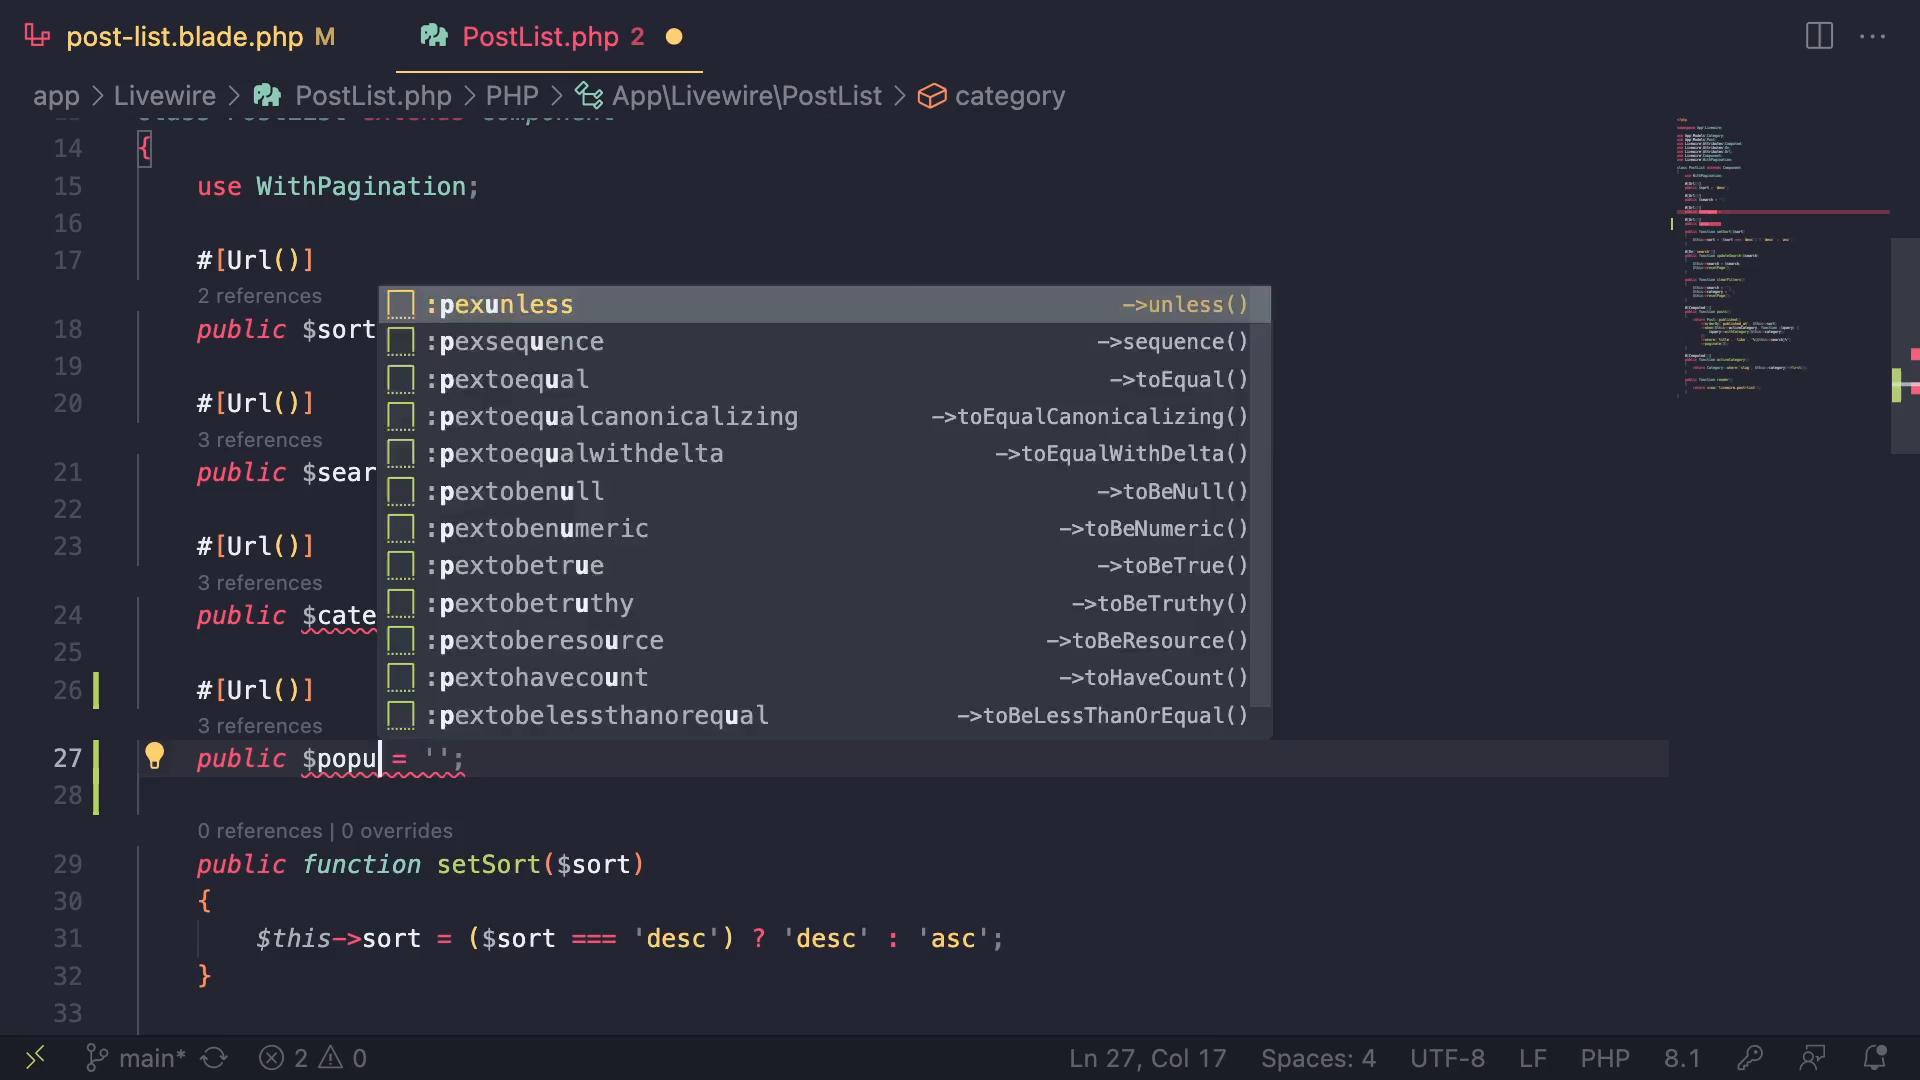 post-list.blade.php M
PostList.php 2
app > Livewire > PostList.php > PHP > App\Livewire\PostList > category
14 {
15 use WithPagination;
16
17 #[Url()]
2 references
18 public $sort
19
20 #[Url()]
3 references
21 public $sear
22
23 #[Url()]
3 references
24 public $cate
25
26 #[Url()]
3 references
27 public $popu = '';
28
:pexunless ->unless()
:pexsequence ->sequence()
:pextoequal ->toEqual()
:pextoequalcanonicalizing ->toEqualCanonicalizing()
:pextoequalwithdelta ->toEqualWithDelta()
:pextobenull ->toBeNull()
:pextobenumeric ->toBeNumeric()
:pextobetrue ->toBeTrue()
:pextobetruthy ->toBeTruthy()
:pextoberesource ->toBeResource()
:pextohavecount ->toHaveCount()
:pextobelessthanorequal ->toBeLessThanOrEqual()
0 references | 0 overrides
29 public function setSort($sort)
30 {
31 $this->sort = ($sort === 'desc') ? 'desc' : 'asc';
32 }
33
main* 2 0 Ln 27, Col 17 Spaces: 4 UTF-8 LF PHP 8.1